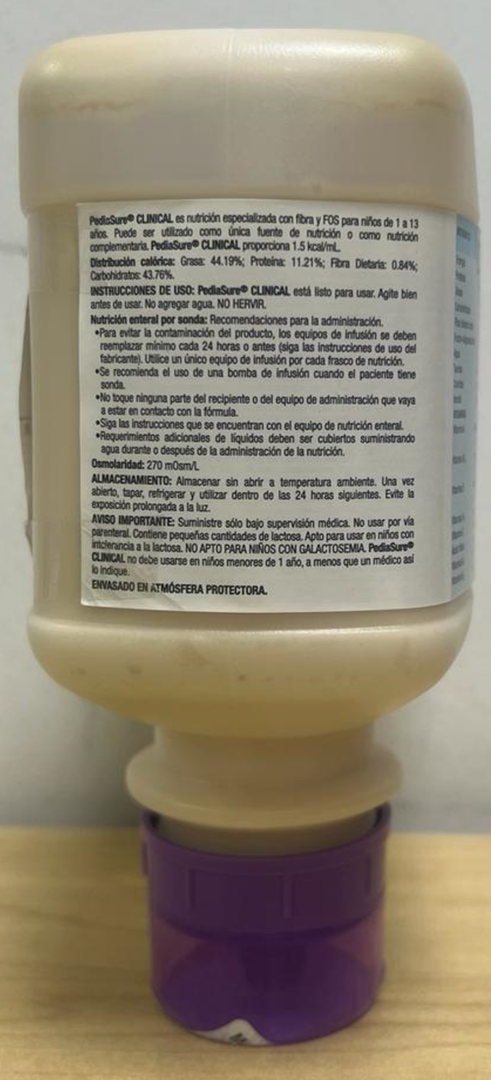 PediaSure® CLINICAL es nutrición especializada con fibra y FOS para niños de 1 a 13
años. Puede ser utilizado como única fuente de nutrición o como nutrición
complementaria. PediaSure® CLINICAL proporciona 1.5 kcal/mL.
Distribución calórica: Grasa: 44.19%; Proteína: 11.21%; Fibra Dietaria: 0.84%;
Carbohidratos: 43.76%.
INSTRUCCIONES DE USO: PediaSure® CLINICAL está listo para usar. Agite bien
antes de usar. No agregar agua. NO HERVIR.
Nutrición enteral por sonda: Recomendaciones para la administración.
•Para evitar la contaminación del producto, los equipos de infusión se deben
reemplazar mínimo cada 24 horas o antes (siga las instrucciones de uso del
fabricante). Utilice un único equipo de infusión por cada frasco de nutrición.
•Se recomienda el uso de una bomba de infusión cuando el paciente tiene
sonda.
•No toque ninguna parte del recipiente o del equipo de administración que vaya
a estar en contacto con la fórmula.
•Siga las instrucciones que se encuentran con el equipo de nutrición enteral.
•Requerimientos adicionales de líquidos deben ser cubiertos suministrando
agua durante o después de la administración de la nutrición.
Osmolaridad: 270 mOsm/L
ALMACENAMIENTO: Almacenar sin abrir a temperatura ambiente. Una vez
abierto, tapar, refrigerar y utilizar dentro de las 24 horas siguientes. Evite la
exposición prolongada a la luz.
AVISO IMPORTANTE: Suministre sólo bajo supervisión médica. No usar por vía
parenteral. Contiene pequeñas cantidades de lactosa. Apto para usar en niños con
intolerancia a la lactosa. NO APTO PARA NIÑOS CON GALACTOSEMIA. PediaSure®
CLINICAL no debe usarse en niños menores de 1 año, a menos que un médico así
lo indique.
ENVASADO EN ATMÓSFERA PROTECTORA.